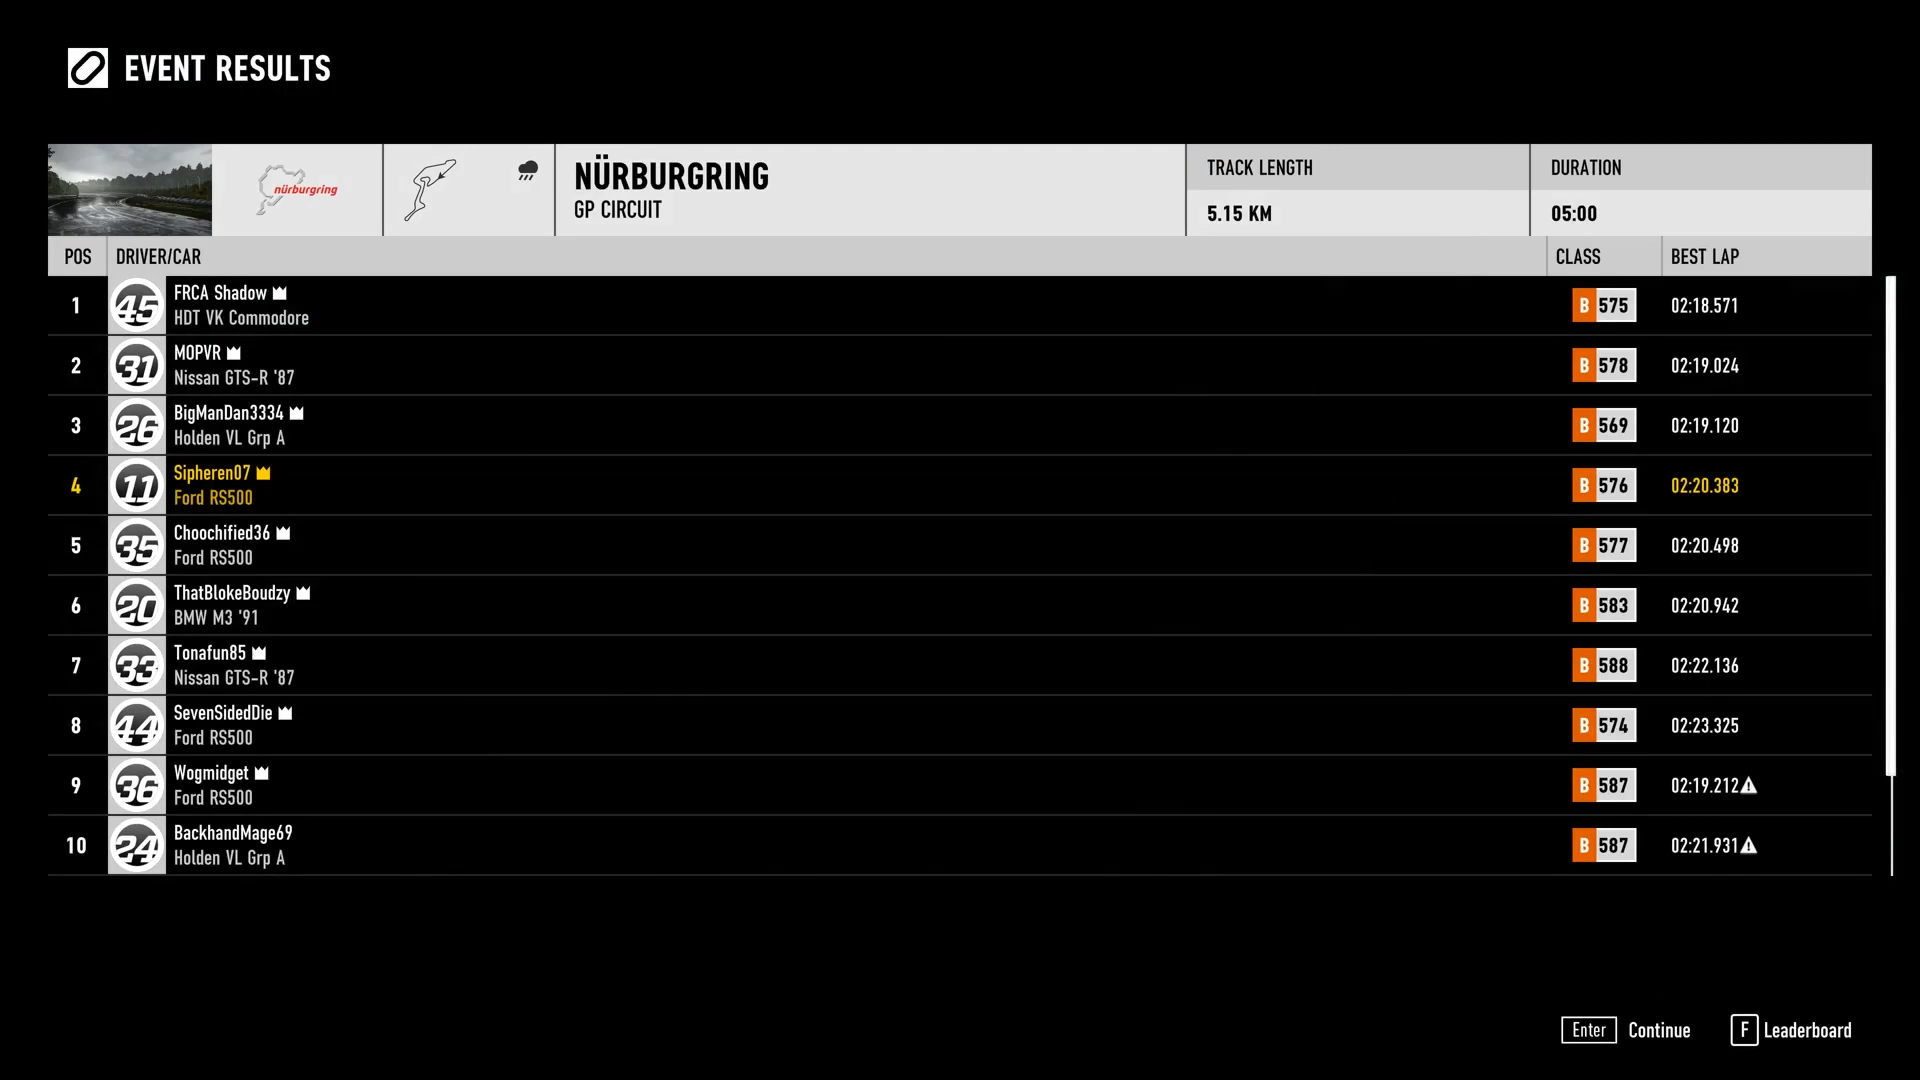 EVENT RESULTS
nürburgring
NÜRBURGRING
GP CIRCUIT
TRACK LENGTH
5.15 KM
DURATION
05:00
POS DRIVER/CAR CLASS BEST LAP
1 45 FRCA Shadow B 575 02:18.571
HDT VK Commodore
2 31 MOPVR B 578 02:19.024
Nissan GTS-R '87
3 26 BigManDan3334 B 569 02:19.120
Holden VL Grp A
4 11 Sipheren07 B 576 02:20.383
Ford RS500
5 35 Choochified36 B 577 02:20.498
Ford RS500
6 20 ThatBlokeBoudzy B 583 02:20.942
BMW M3 '91
7 33 Tonafun85 B 588 02:22.136
Nissan GTS-R '87
8 44 SevenSidedDie B 574 02:23.325
Ford RS500
9 36 Wogmidget B 587 02:19.212
Ford RS500
10 24 BackhandMage69 B 587 02:21.931
Holden VL Grp A
Enter Continue F Leaderboard